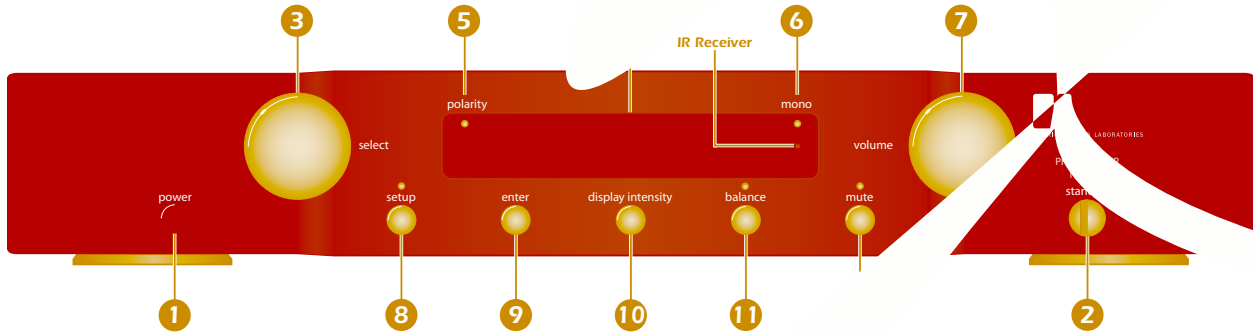 3 5 6 7
IR Receiver
polarity mono
select volume
LABORATORIES
power setup enter display intensity balance mute
1 8 9 10 11 2